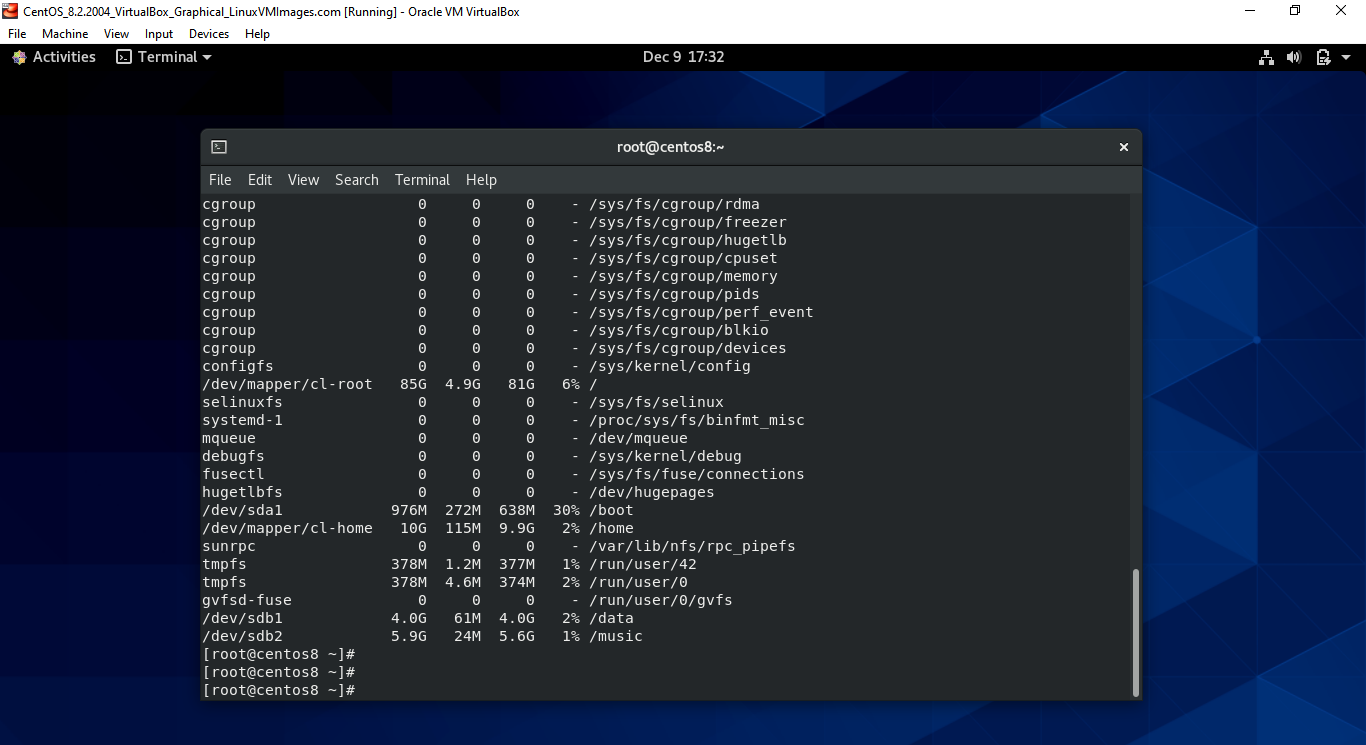 CentOS_8.2.2004_VirtualBox_Graphical_LinuxVMImages.com [Running] - Oracle VM VirtualBox
File Machine View Input Devices Help
Activities Terminal Dec 9 17:32
root@centos8:~
File Edit View Search Terminal Help
cgroup 0 0 0 - /sys/fs/cgroup/rdma
cgroup 0 0 0 - /sys/fs/cgroup/freezer
cgroup 0 0 0 - /sys/fs/cgroup/hugetlb
cgroup 0 0 0 - /sys/fs/cgroup/cpuset
cgroup 0 0 0 - /sys/fs/cgroup/memory
cgroup 0 0 0 - /sys/fs/cgroup/pids
cgroup 0 0 0 - /sys/fs/cgroup/perf_event
cgroup 0 0 0 - /sys/fs/cgroup/blkio
cgroup 0 0 0 - /sys/fs/cgroup/devices
configfs 0 0 0 - /sys/kernel/config
/dev/mapper/cl-root 85G 4.9G 81G 6% /
selinuxfs 0 0 0 - /sys/fs/selinux
systemd-1 0 0 0 - /proc/sys/fs/binfmt_misc
mqueue 0 0 0 - /dev/mqueue
debugfs 0 0 0 - /sys/kernel/debug
fusectl 0 0 0 - /sys/fs/fuse/connections
hugetlbfs 0 0 0 - /dev/hugepages
/dev/sda1 976M 272M 638M 30% /boot
/dev/mapper/cl-home 10G 115M 9.9G 2% /home
sunrpc 0 0 0 - /var/lib/nfs/rpc_pipefs
tmpfs 378M 1.2M 377M 1% /run/user/42
tmpfs 378M 4.6M 374M 2% /run/user/0
gvfsd-fuse 0 0 0 - /run/user/0/gvfs
/dev/sdb1 4.0G 61M 4.0G 2% /data
/dev/sdb2 5.9G 24M 5.6G 1% /music
[root@centos8 ~]#
[root@centos8 ~]#
[root@centos8 ~]#